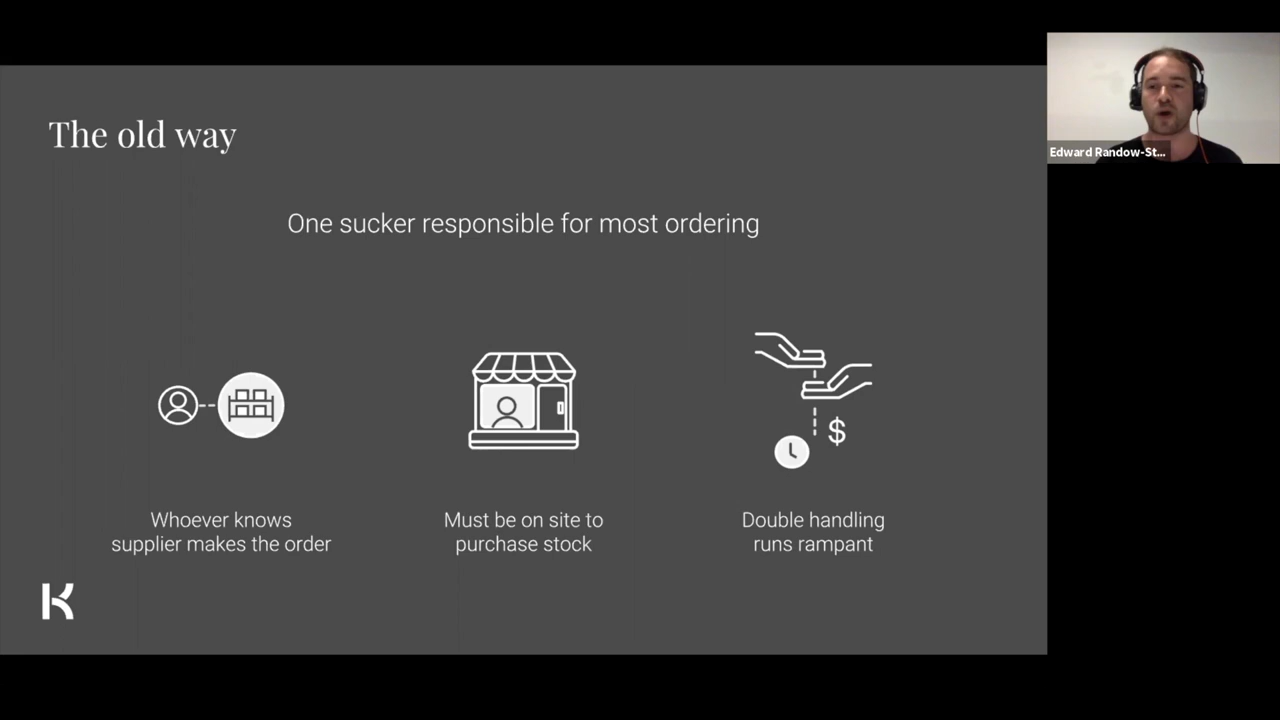 The old way
Edward Randow-St...
One sucker responsible for most ordering
$
Whoever knows
supplier makes the order
Must be on site to
purchase stock
Double handling
runs rampant
K